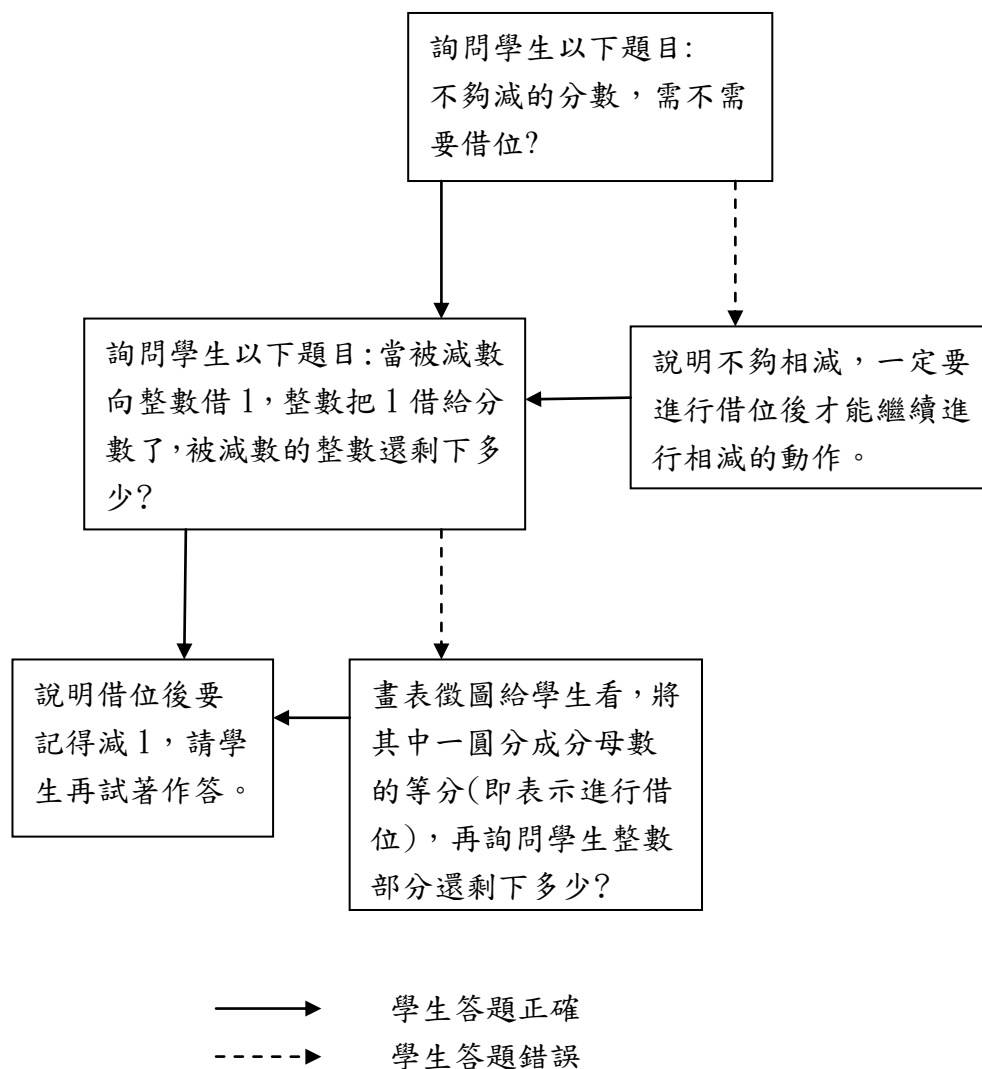 詢問學生以下題目:
不夠減的分數，需不需
要借位?
詢問學生以下題目:當被減數
向整數借1，整數把1借給分
數了，被減數的整數還剩下多
少?
說明不夠相減，一定要
進行借位後才能繼續進
行相減的動作。
說明借位後要
記得減1，請學
生再試著作答。
畫表徵圖給學生看，將
其中一圓分成分母數
的等分(即表示進行借
位)，再詢問學生整數
部分還剩下多少?
學生答題正確
學生答題錯誤